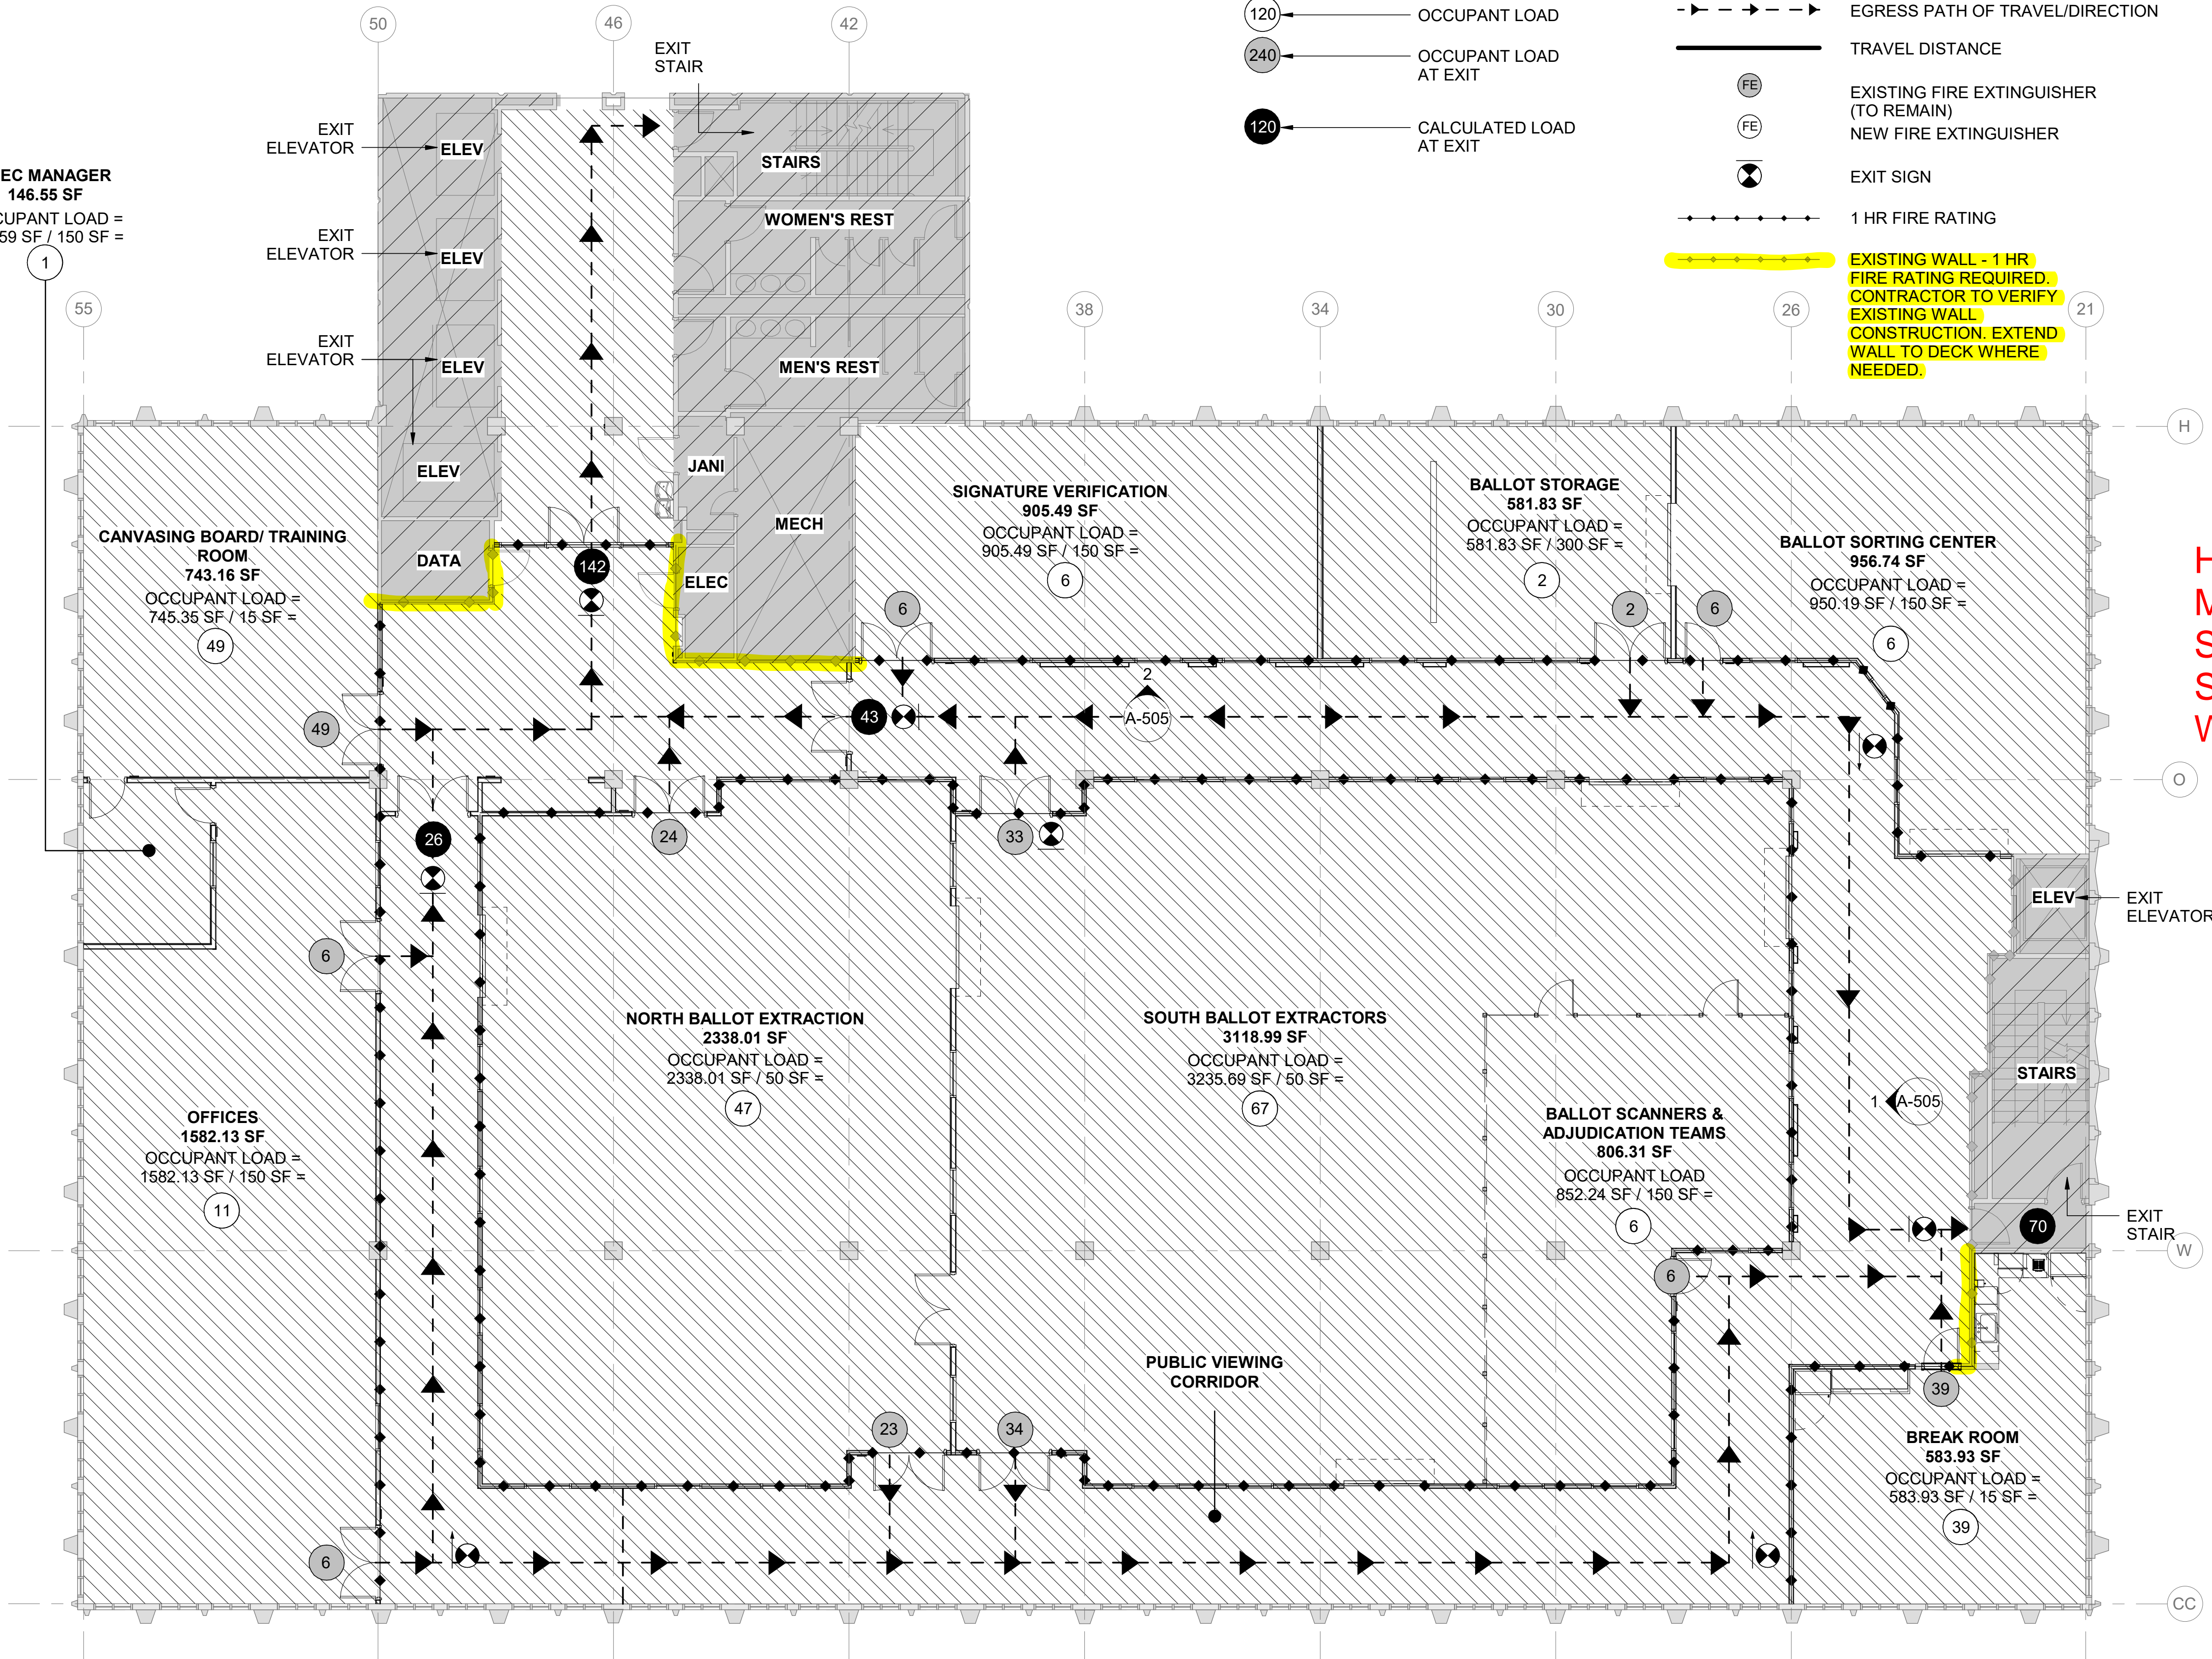 50
46
42
EXIT
STAIR
120
OCCUPANT LOAD
240
OCCUPANT LOAD
AT EXIT
120
CALCULATED LOAD
AT EXIT
EGRESS PATH OF TRAVEL/DIRECTION
TRAVEL DISTANCE
FE
EXISTING FIRE EXTINGUISHER
(TO REMAIN)
FE
NEW FIRE EXTINGUISHER
EXIT SIGN
1 HR FIRE RATING
EXISTING WALL - 1 HR
FIRE RATING REQUIRED.
CONTRACTOR TO VERIFY
EXISTING WALL
CONSTRUCTION. EXTEND
WALL TO DECK WHERE
NEEDED.
EC MANAGER
146.55 SF
CUPANT LOAD =
59 SF / 150 SF =
1
55
EXIT
ELEVATOR
ELEV
EXIT
ELEVATOR
ELEV
EXIT
ELEVATOR
ELEV
ELEV
DATA
STAIRS
WOMEN'S REST
MEN'S REST
JANI
MECH
ELEC
38
34
30
26
21
H
O
W
CC
CANVASING BOARD/ TRAINING
ROOM
743.16 SF
OCCUPANT LOAD =
745.35 SF / 15 SF =
49
SIGNATURE VERIFICATION
905.49 SF
OCCUPANT LOAD =
905.49 SF / 150 SF =
6
BALLOT STORAGE
581.83 SF
OCCUPANT LOAD =
581.83 SF / 300 SF =
2
BALLOT SORTING CENTER
956.74 SF
OCCUPANT LOAD =
950.19 SF / 150 SF =
6
H
M
S
S
W
142
6
2
6
49
43
2
A-505
26
24
33
6
ELEV
EXIT
ELEVATOR
NORTH BALLOT EXTRACTION
2338.01 SF
OCCUPANT LOAD =
2338.01 SF / 50 SF =
47
SOUTH BALLOT EXTRACTORS
3118.99 SF
OCCUPANT LOAD =
3235.69 SF / 50 SF =
67
STAIRS
1
A-505
OFFICES
1582.13 SF
OCCUPANT LOAD =
1582.13 SF / 150 SF =
11
BALLOT SCANNERS &
ADJUDICATION TEAMS
806.31 SF
OCCUPANT LOAD
852.24 SF / 150 SF =
6
70
EXIT
STAIR
6
PUBLIC VIEWING
CORRIDOR
39
23
34
BREAK ROOM
583.93 SF
OCCUPANT LOAD =
583.93 SF / 15 SF =
39
6